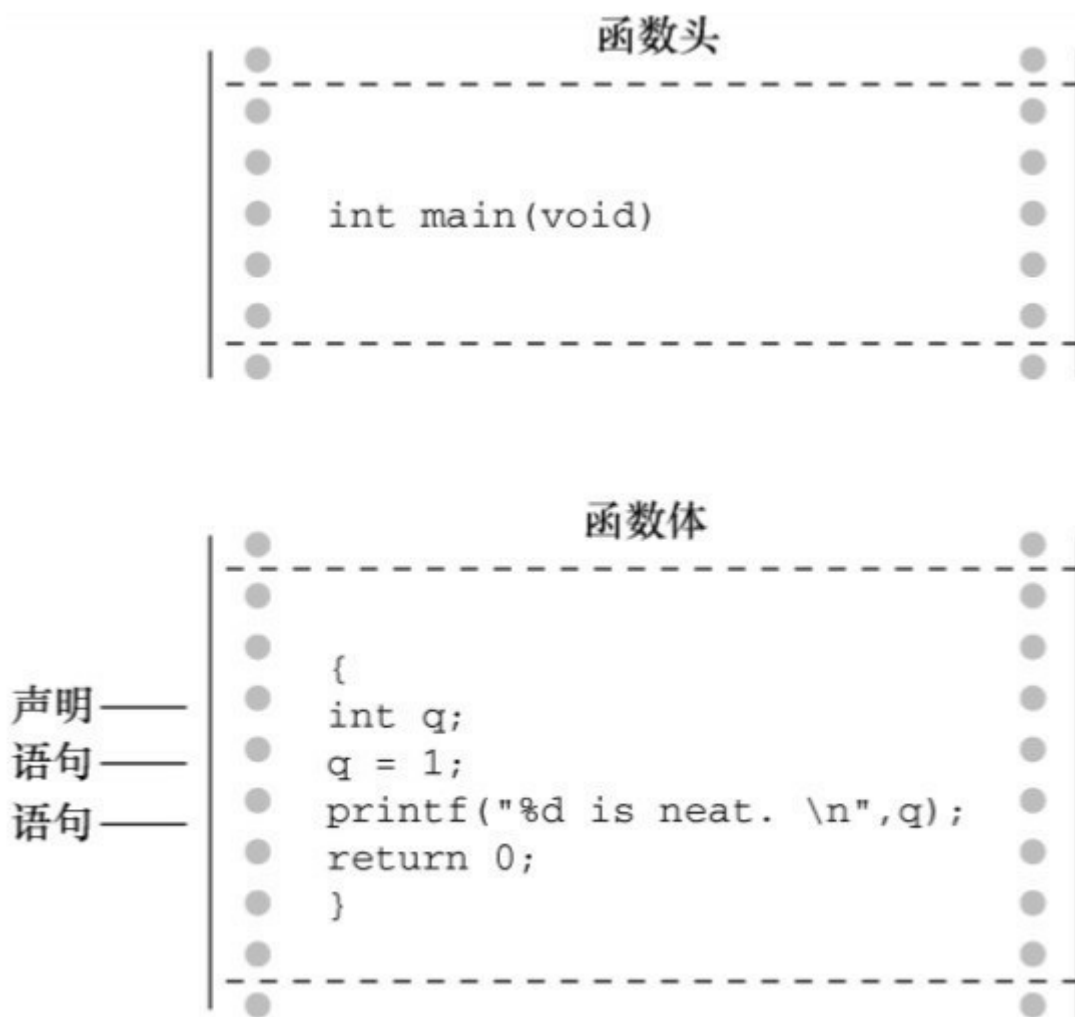 函数头
int main(void)
函数体
{
声明 int q;
语句 q = 1;
语句 printf("%d is neat. \n",q);
return 0;
}